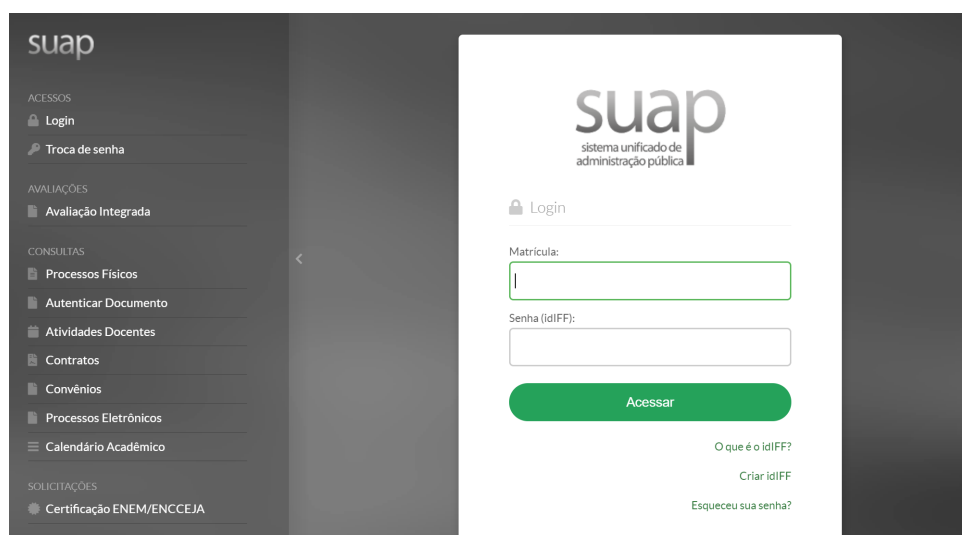 suap
ACESSOS
Login
Troca de senha
AVALIAÇÕES
Avaliação Integrada
CONSULTAS
Processos Físicos
Autenticar Documento
Atividades Docentes
Contratos
Convênios
Processos Eletrônicos
Calendário Acadêmico
SOLICITAÇÕES
Certificação ENEM/ENCCEJA
suap
sistema unificado de
administração pública
Login
Matrícula:
Senha (idIFF):
Acessar
O que é o idIFF?
Criar idIFF
Esqueceu sua senha?